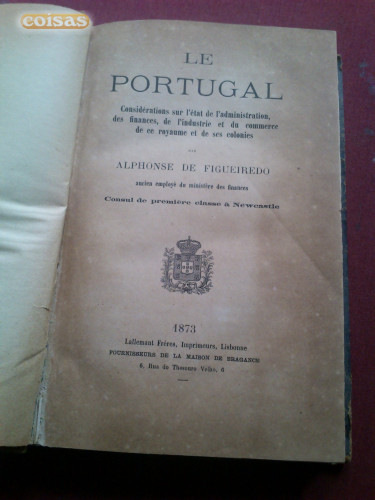 coisas
LE
PORTUGAL
Considérations sur l'état de l'administration,
des finances, de l'industrie et du commerce
de ce royaume et de ses colonies
PAR
ALPHONSE DE FIGUEIREDO
ancien employé du ministère des finances
Consul de première classe à Newcastle
1873
Lallemant Frères, Imprimeurs, Lisbonne
FOURNISSEURS DE LA MAISON DE BRAGANCE
6, Rue do Thesouro Velho, 6